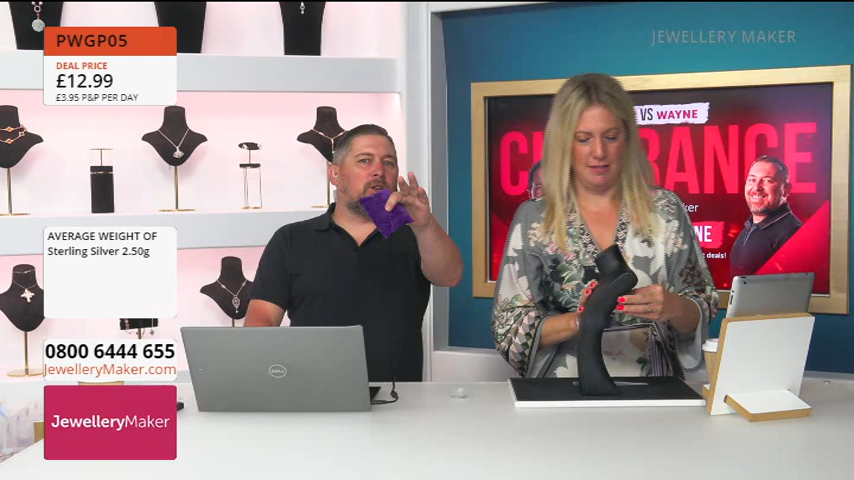 PWGP05
DEAL PRICE
£12.99
£3.95 P&P PER DAY
JEWELLERY MAKER
VS WAYNE
AVERAGE WEIGHT OF
Sterling Silver 2.50g
0800 6444 655
JewelleryMaker.com
JewelleryMaker
DELL